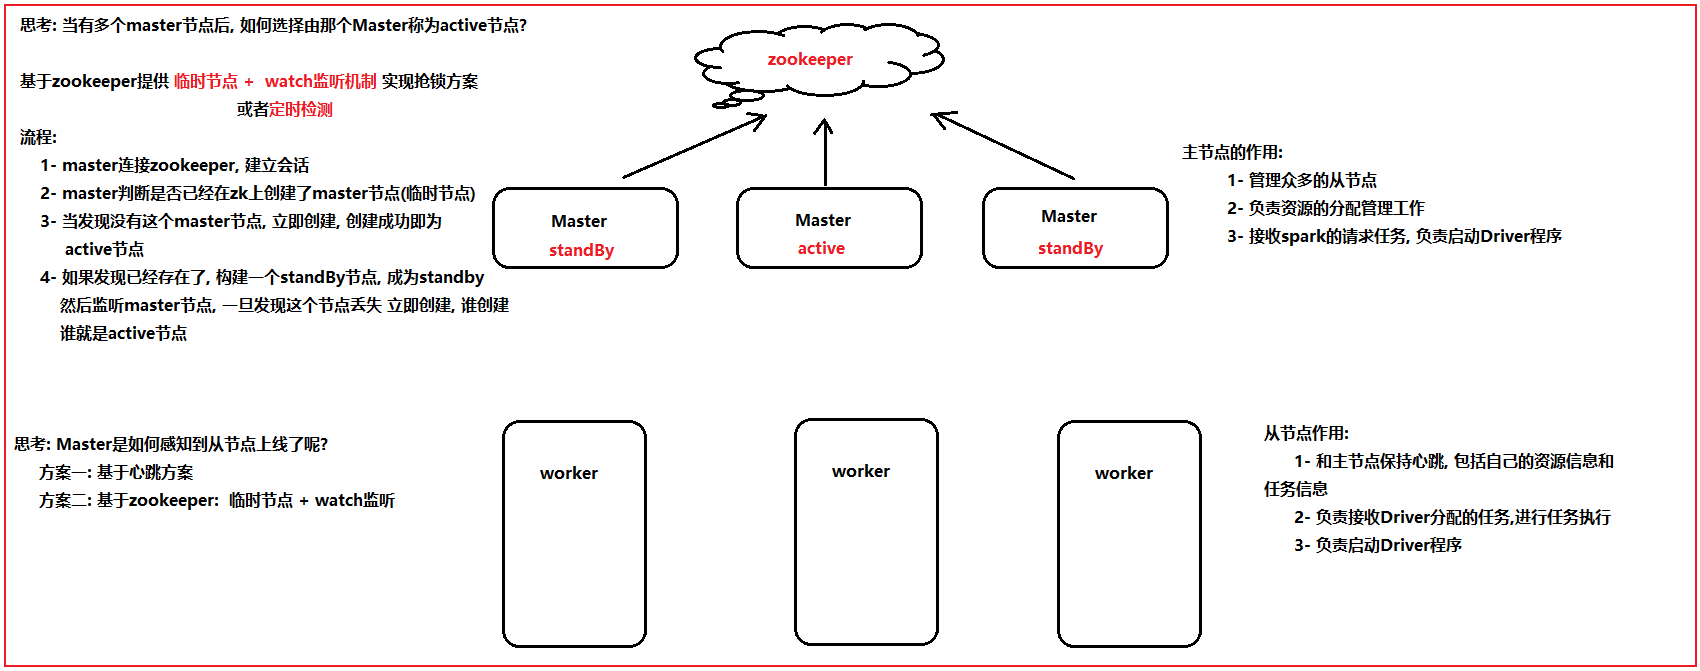 思考: 当有多个master节点后, 如何选择由那个Master称为active节点?
基于zookeeper提供 临时节点 + watch监听机制 实现抢锁方案
或者定时检测
流程:
1- master连接zookeeper, 建立会话
2- master判断是否已经在zk上创建了master节点(临时节点)
3- 当发现没有这个master节点, 立即创建, 创建成功即为
active节点
4- 如果发现已经存在了, 构建一个standBy节点, 成为standby
然后监听master节点, 一旦发现这个节点丢失 立即创建, 谁创建
谁就是active节点
zookeeper
Master
standBy
Master
active
Master
standBy
主节点的作用:
1- 管理众多的从节点
2- 负责资源的分配管理工作
3- 接收spark的请求任务, 负责启动Driver程序
思考: Master是如何感知到从节点上线了呢?
方案一: 基于心跳方案
方案二: 基于zookeeper: 临时节点 + watch监听
worker
worker
worker
从节点作用:
1- 和主节点保持心跳, 包括自己的资源信息和
任务信息
2- 负责接收Driver分配的任务,进行任务执行
3- 负责启动Driver程序